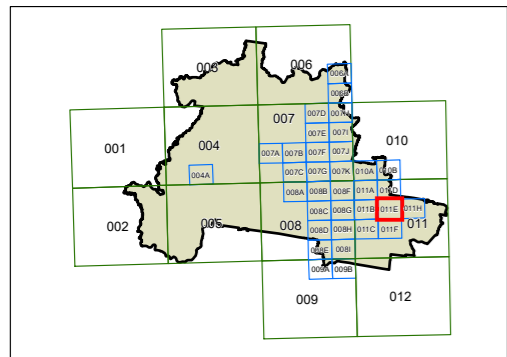 003 006
006A
006B
007 007D 007N
001 004 007E 007I 010
007A 007B 007F 007J
004A 007C 007G 007K 010A 010B
008A 008B 008F 011A 011D
002 005 008 008C 008G 011B 011E 011H 011
008D 008H 011C 011F
008E 008I
009A 009B
009 012